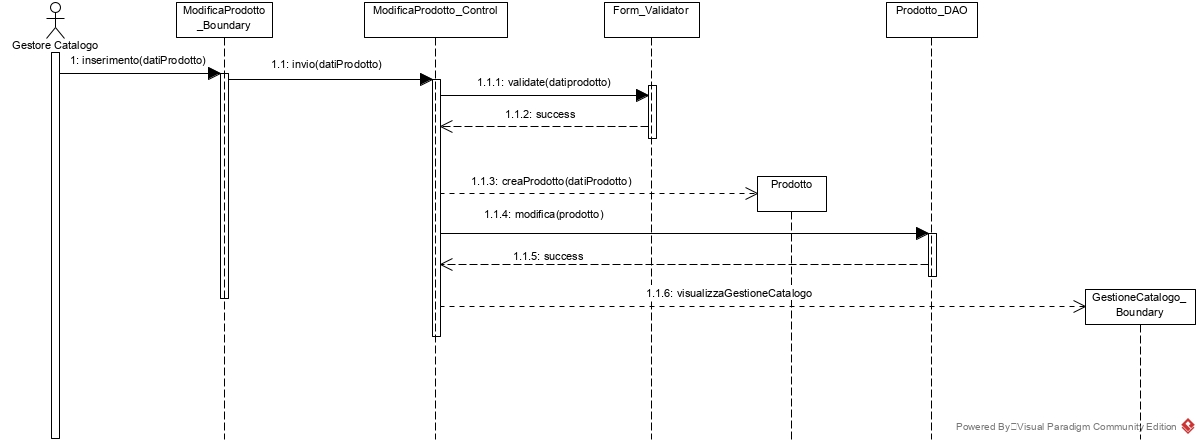 ModificaProdotto
_Boundary
ModificaProdotto_Control
Form_Validator
Prodotto_DAO
Gestore Catalogo
1: inserimento(datiProdotto)
1.1: invio(datiProdotto)
1.1.1: validate(datiprodotto)
1.1.2: success
1.1.3: creaProdotto(datiProdotto)
Prodotto
1.1.4: modifica(prodotto)
1.1.5: success
1.1.6: visualizzaGestioneCatalogo
GestioneCatalogo_
Boundary
Powered By Visual Paradigm Community Edition